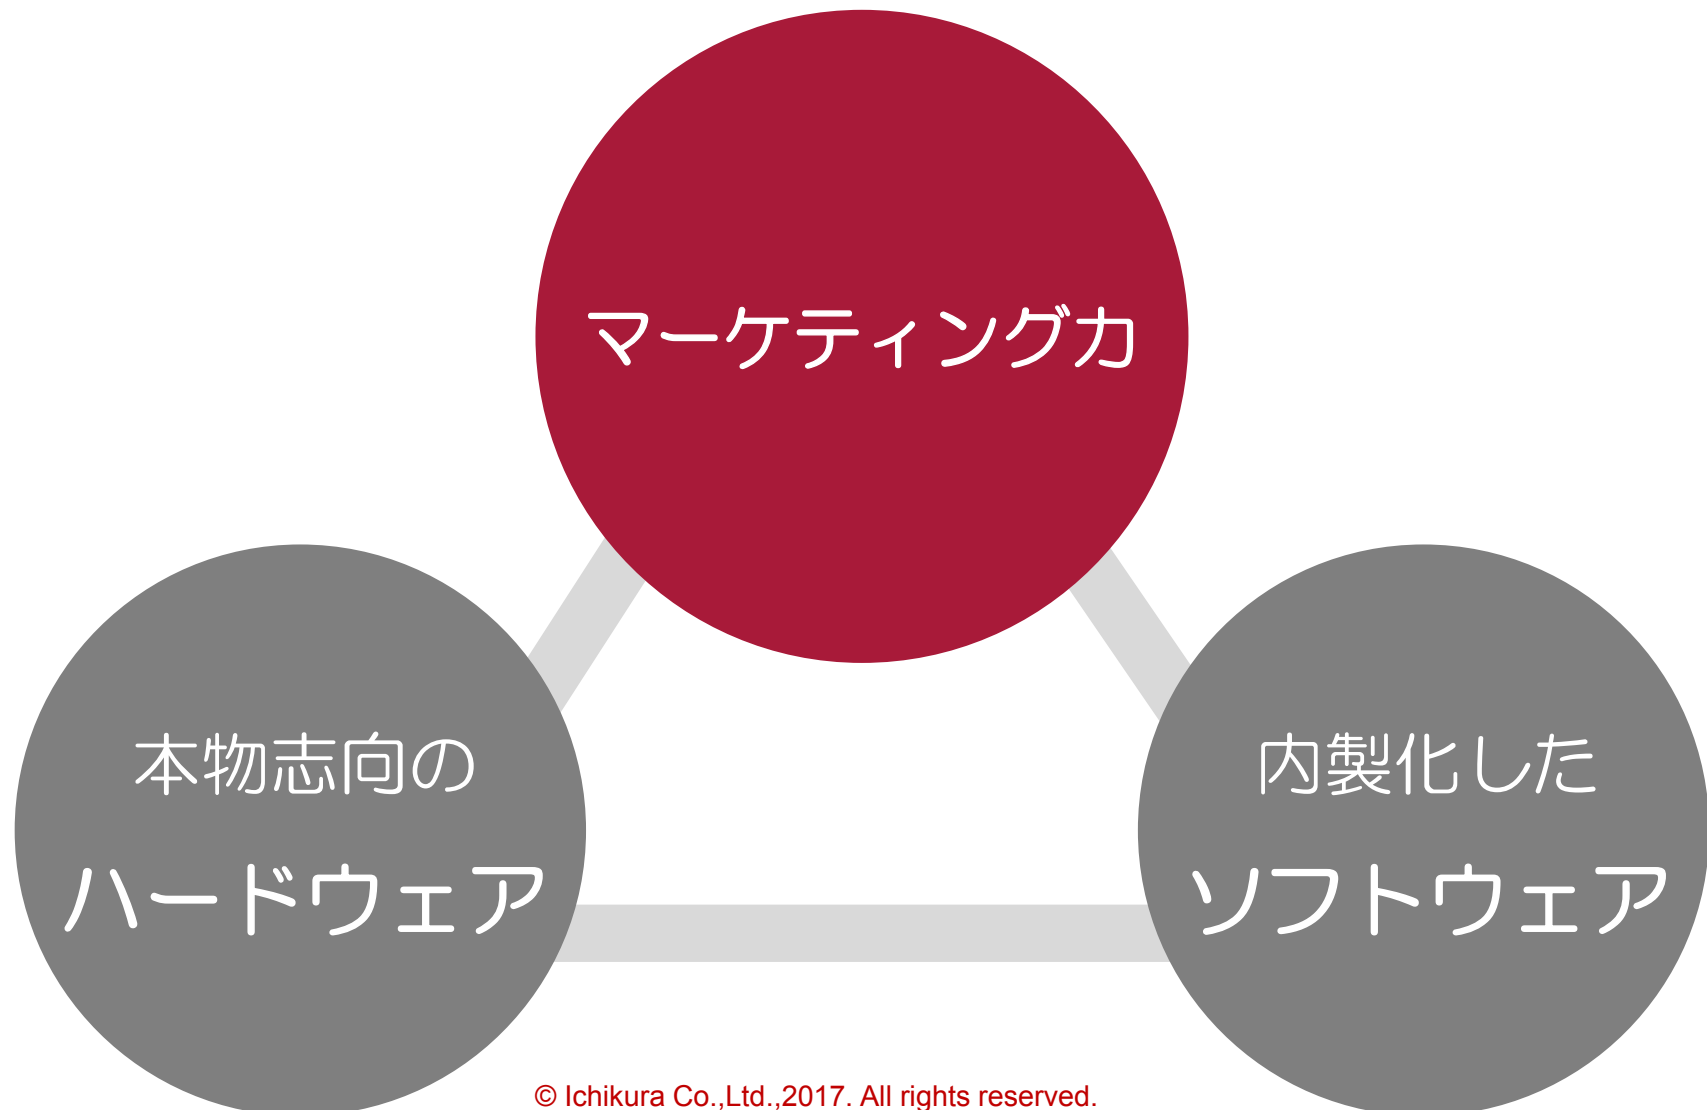 マーケティング力
本物志向の
ハードウェア
内製化した
ソフトウェア
© Ichikura Co.,Ltd.,2017. All rights reserved.